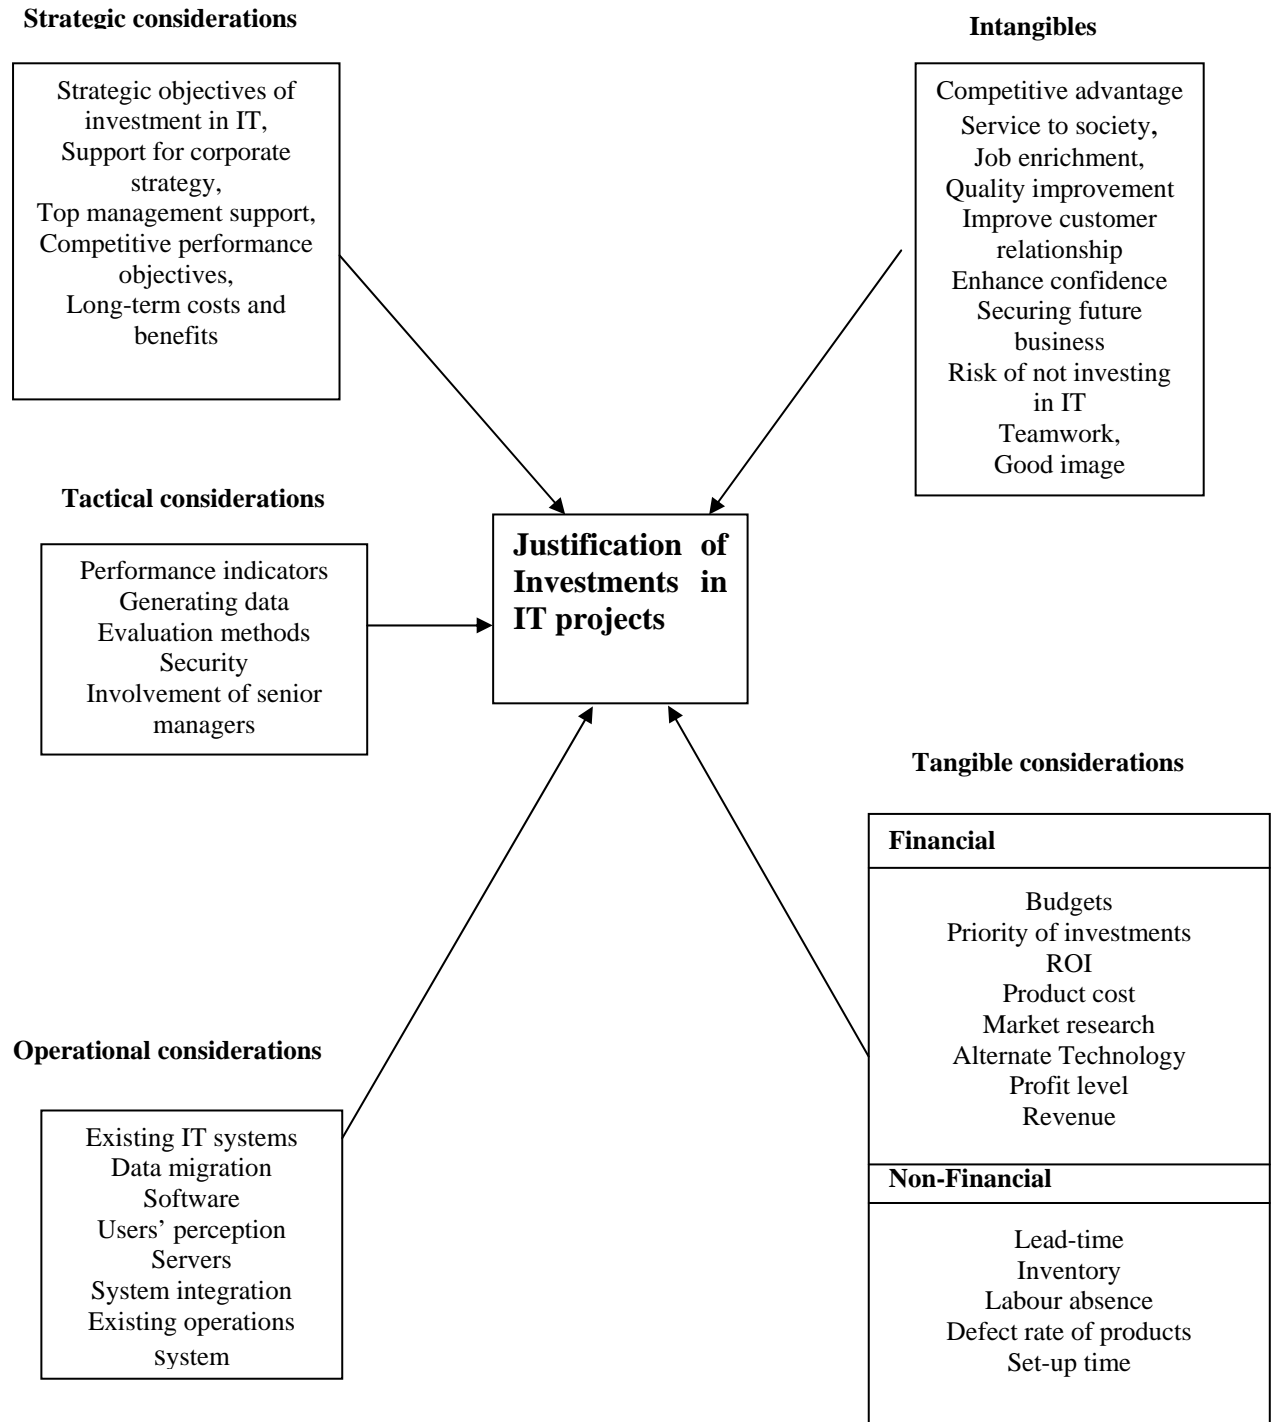 Strategic considerations
Strategic objectives of
investment in IT,
Support for corporate
strategy,
Top management support,
Competitive performance
objectives,
Long-term costs and
benefits
Intangibles
Competitive advantage
Service to society,
Job enrichment,
Quality improvement
Improve customer
relationship
Enhance confidence
Securing future
business
Risk of not investing
in IT
Teamwork,
Good image
Tactical considerations
Performance indicators
Generating data
Evaluation methods
Security
Involvement of senior
managers
Justification of
Investments in
IT projects
Tangible considerations
Financial
Budgets
Priority of investments
ROI
Product cost
Market research
Alternate Technology
Profit level
Revenue
Non-Financial
Lead-time
Inventory
Labour absence
Defect rate of products
Set-up time
Operational considerations
Existing IT systems
Data migration
Software
Users’ perception
Servers
System integration
Existing operations
system